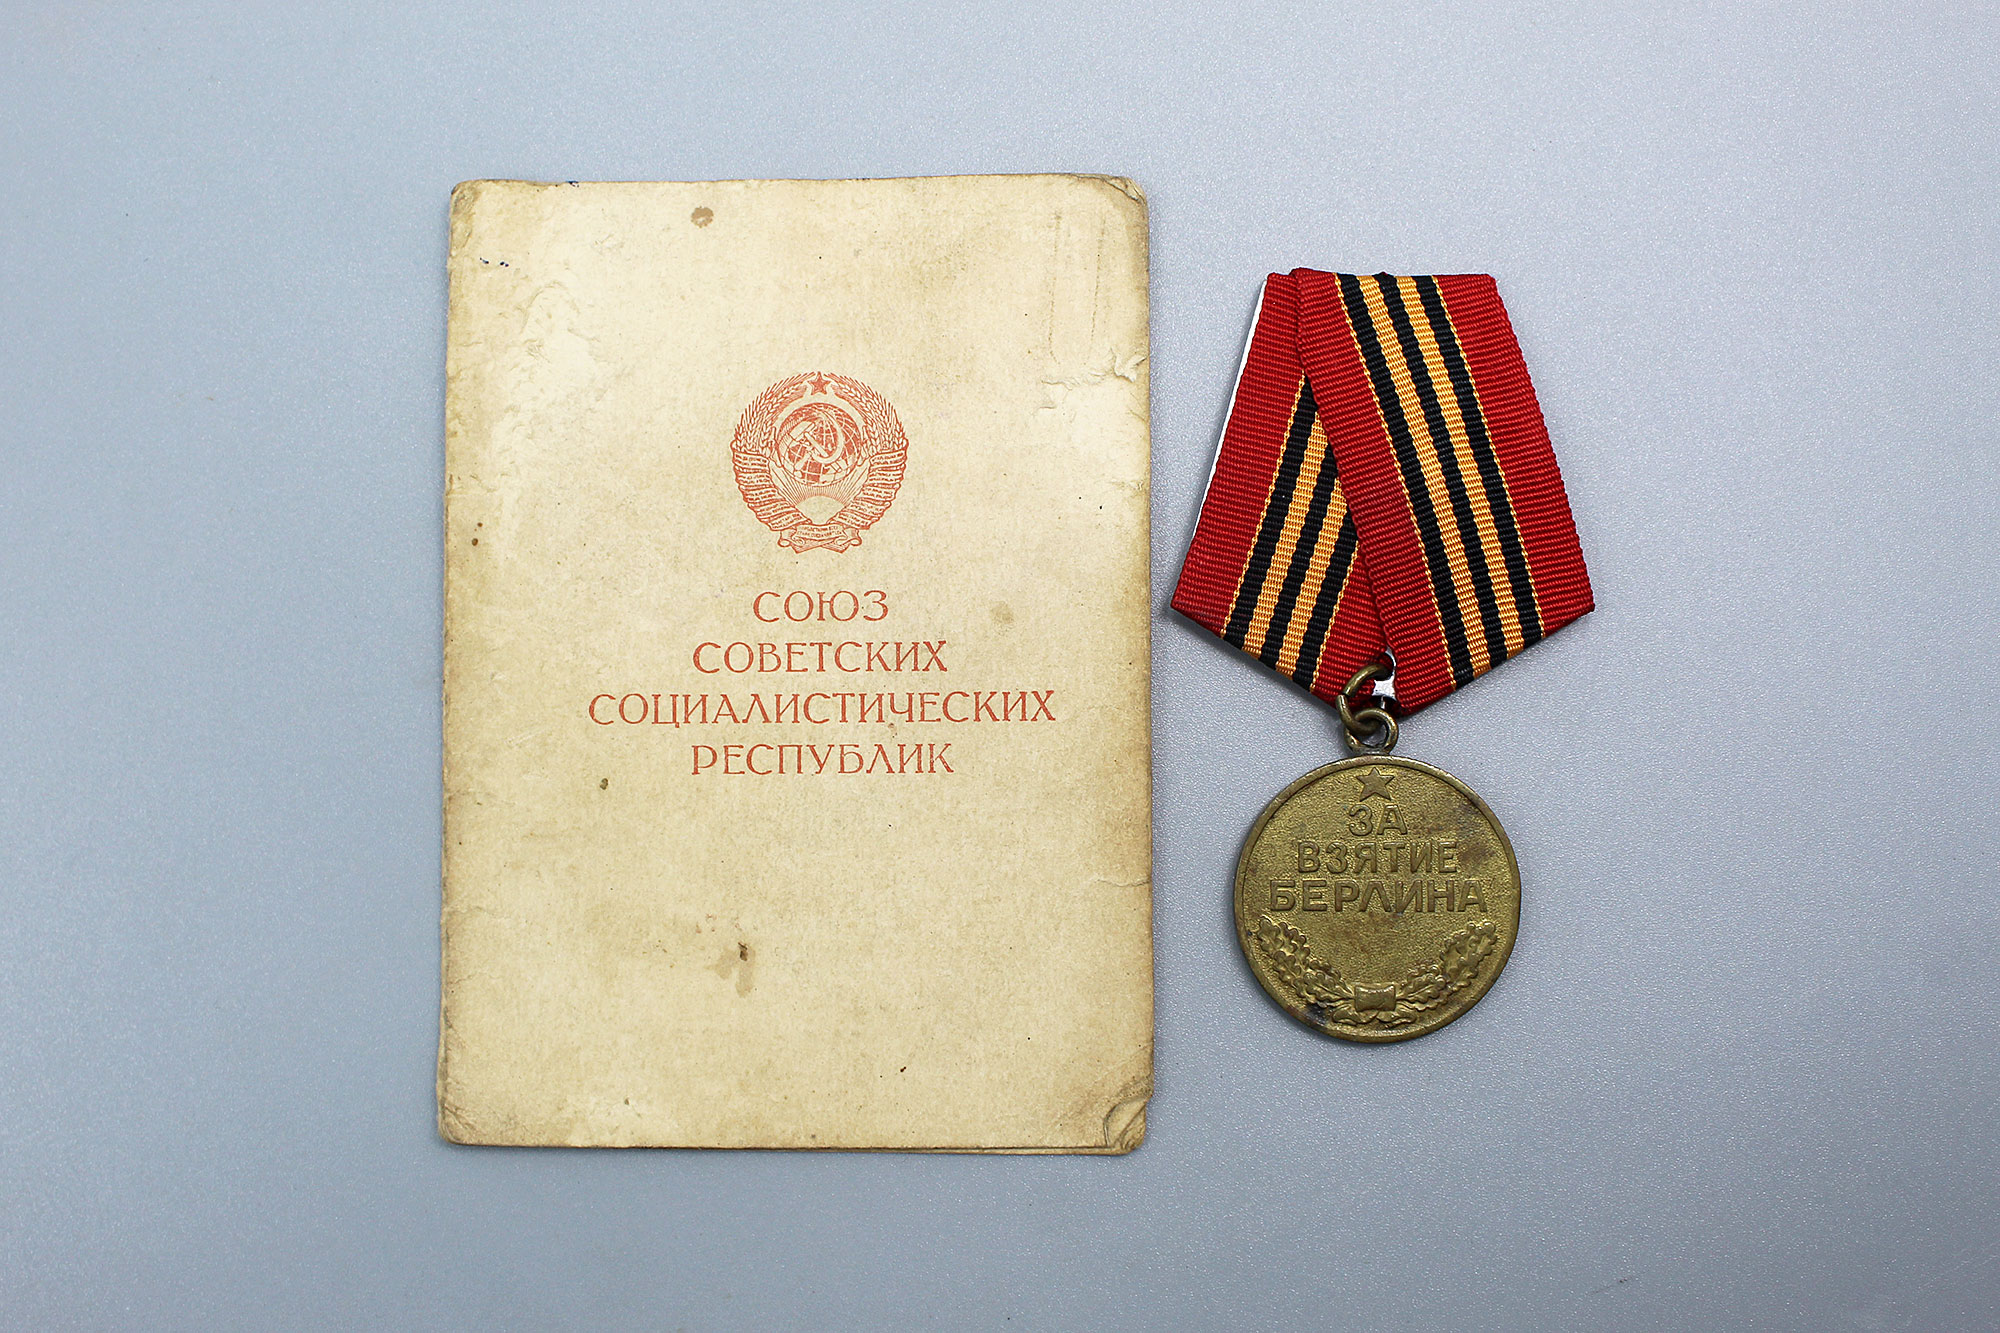 СОЮЗ
СОВЕТСКИХ
СОЦИАЛИСТИЧЕСКИХ
РЕСПУБЛИК
ЗА
ВЗЯТИЕ
БЕРЛИНА